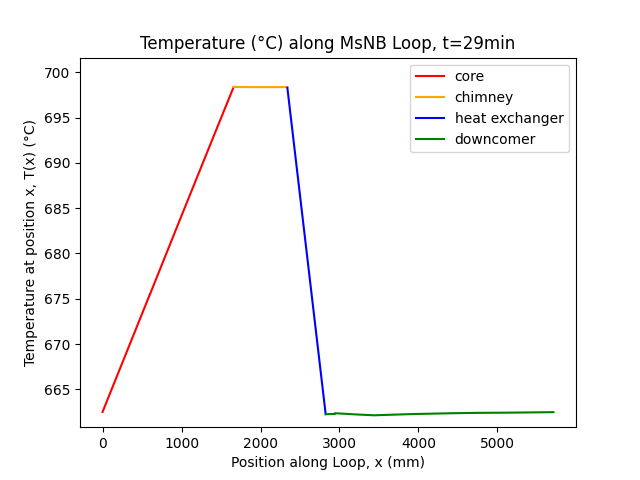 Temperature (°C) along MsNB Loop, t=29min
Temperature at position x, T(x) (°C)
700
695
690
685
680
675
670
665
core
chimney
heat exchanger
downcomer
0 1000 2000 3000 4000 5000
Position along Loop, x (mm)